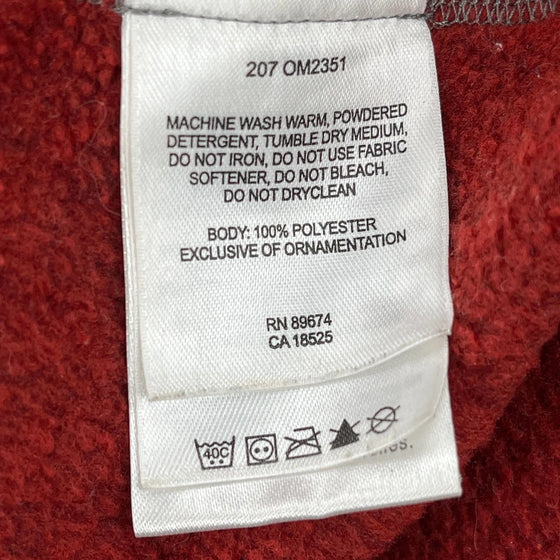 207 OM2351
MACHINE WASH WARM, POWDERED
DETERGENT, TUMBLE DRY MEDIUM,
DO NOT IRON, DO NOT USE FABRIC
SOFTENER, DO NOT BLEACH,
DO NOT DRYCLEAN
BODY: 100% POLYESTER
EXCLUSIVE OF ORNAMENTATION
RN 89674
CA 18525
40C